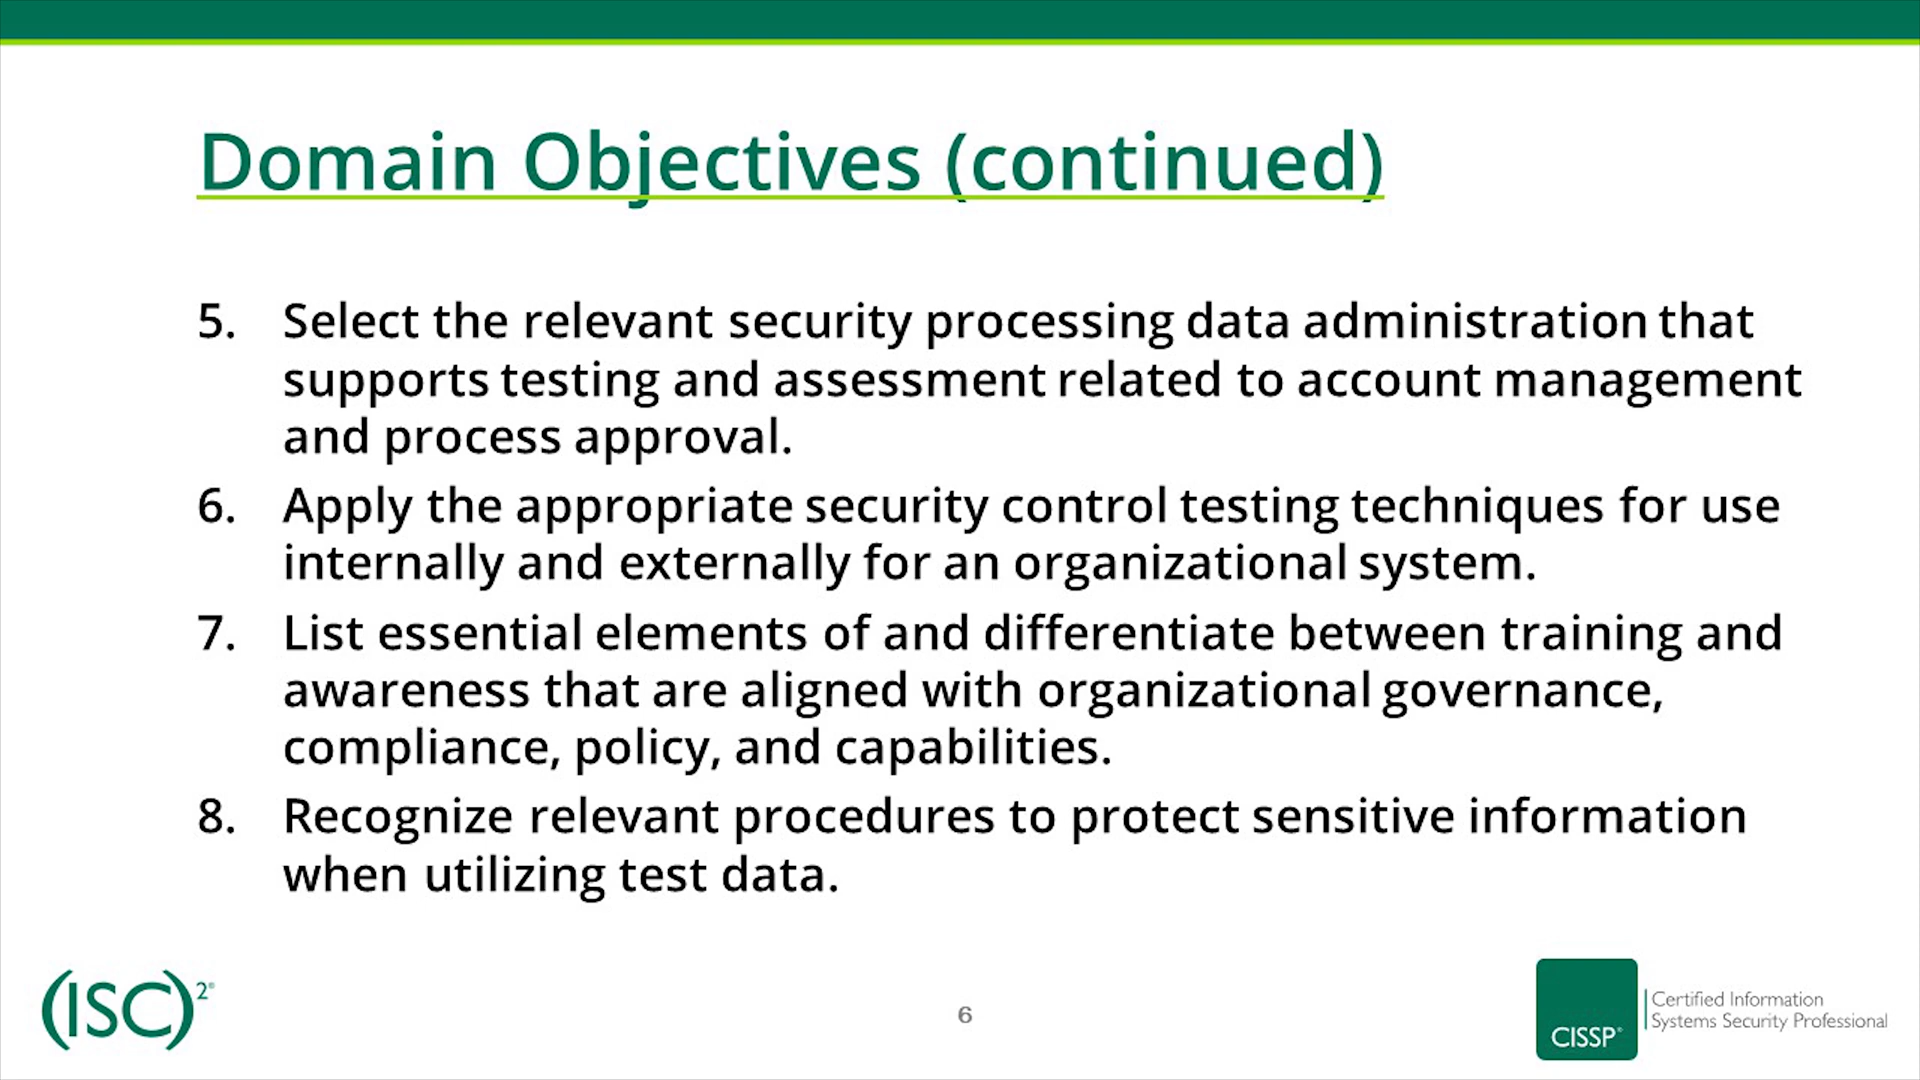 Domain Objectives (continued)
5. Select the relevant security processing data administration that
supports testing and assessment related to account management
and process approval.
6. Apply the appropriate security control testing techniques for use
internally and externally for an organizational system.
7. List essential elements of and differentiate between training and
awareness that are aligned with organizational governance,
compliance, policy, and capabilities.
8. Recognize relevant procedures to protect sensitive information
when utilizing test data.
(ISC)²®
6
CISSP®
Certified Information
Systems Security Professional